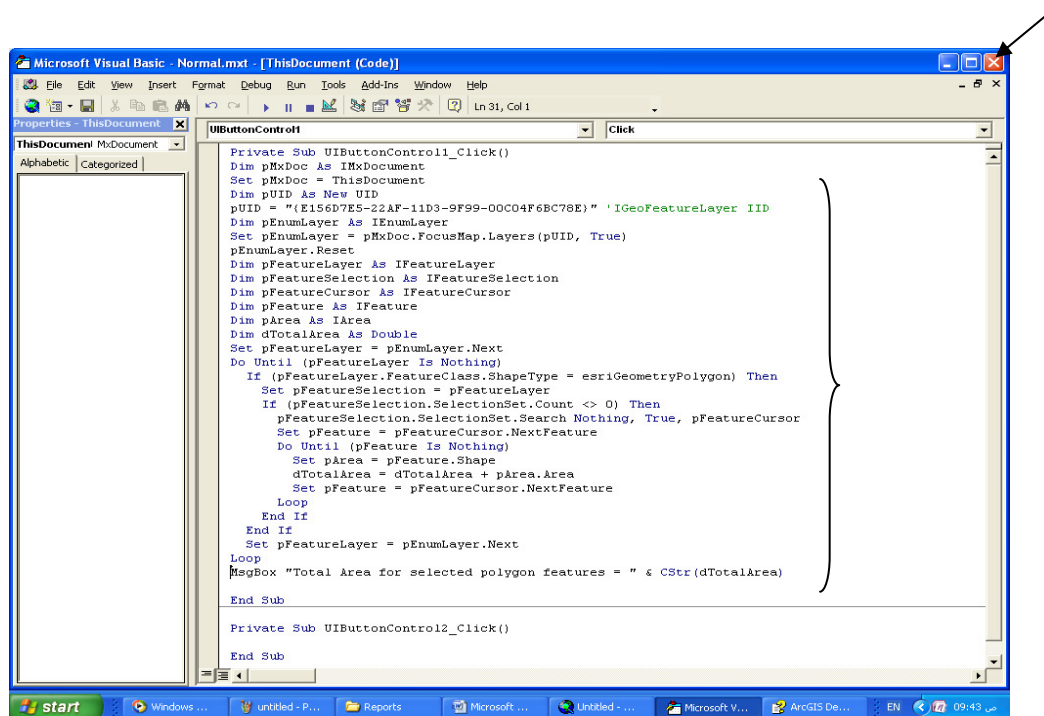 Microsoft Visual Basic - Normal.mxt - [ThisDocument (Code)]
File Edit View Insert Format Debug Run Tools Add-Ins Window Help
Ln 31, Col 1
Properties - ThisDocument
UIButtonControl1 Click
ThisDocument MxDocument
Alphabetic Categorized
Private Sub UIButtonControl1_Click()
Dim pMxDoc As IMxDocument
Set pMxDoc = ThisDocument
Dim pUID As New UID
pUID = "{E156D7E5-22AF-11D3-9F99-00C04F6BC78E}" 'IGeoFeatureLayer IID
Dim pEnumLayer As IEnumLayer
Set pEnumLayer = pMxDoc.FocusMap.Layers(pUID, True)
pEnumLayer.Reset
Dim pFeatureLayer As IFeatureLayer
Dim pFeatureSelection As IFeatureSelection
Dim pFeatureCursor As IFeatureCursor
Dim pFeature As IFeature
Dim pArea As IArea
Dim dTotalArea As Double
Set pFeatureLayer = pEnumLayer.Next
Do Until (pFeatureLayer Is Nothing)
If (pFeatureLayer.FeatureClass.ShapeType = esriGeometryPolygon) Then
Set pFeatureSelection = pFeatureLayer
If (pFeatureSelection.SelectionSet.Count <> 0) Then
pFeatureSelection.SelectionSet.Search Nothing, True, pFeatureCursor
Set pFeature = pFeatureCursor.NextFeature
Do Until (pFeature Is Nothing)
Set pArea = pFeature.Shape
dTotalArea = dTotalArea + pArea.Area
Set pFeature = pFeatureCursor.NextFeature
Loop
End If
End If
Set pFeatureLayer = pEnumLayer.Next
Loop
MsgBox "Total Area for selected polygon features = " & CStr(dTotalArea)
End Sub
Private Sub UIButtonControl2_Click()
End Sub
start Windows ... untitled - P... Reports Microsoft ... Untitled - ... Microsoft V... ArcGIS De... EN 09:43 ص